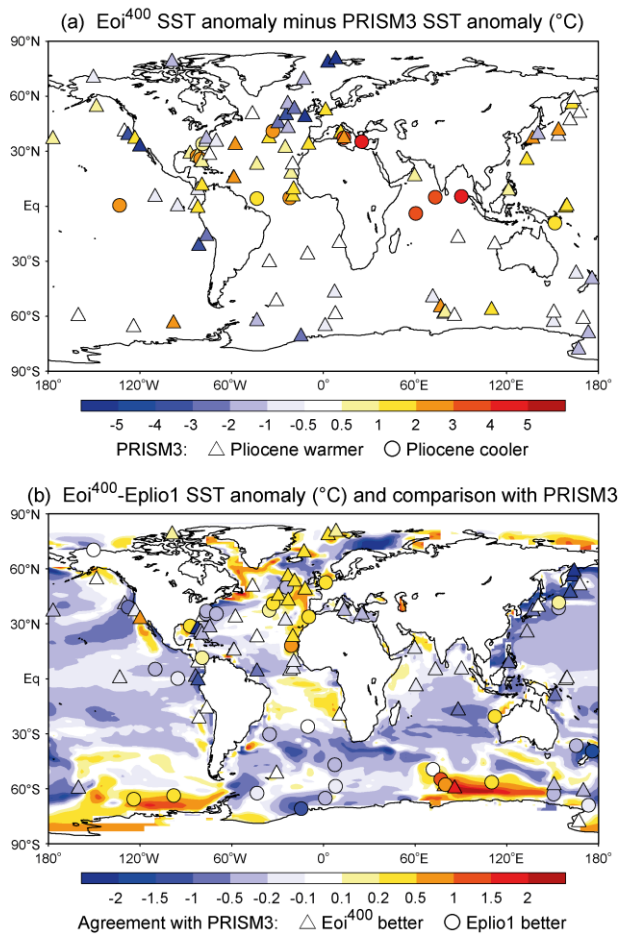 (a) Eoi⁴⁰⁰ SST anomaly minus PRISM3 SST anomaly (°C)
90°N
60°N
30°N
Eq
30°S
60°S
90°S
180° 120°W 60°W 0° 60°E 120°E 180°
-5 -4 -3 -2 -1 -0.5 0.5 1 2 3 4 5
PRISM3: △ Pliocene warmer ○ Pliocene cooler
(b) Eoi⁴⁰⁰-Eplio1 SST anomaly (°C) and comparison with PRISM3
90°N
60°N
30°N
Eq
30°S
60°S
90°S
180° 120°W 60°W 0° 60°E 120°E 180°
-2 -1.5 -1 -0.5 -0.2 -0.1 0.1 0.2 0.5 1 1.5 2
Agreement with PRISM3: △ Eoi⁴⁰⁰ better ○ Eplio1 better